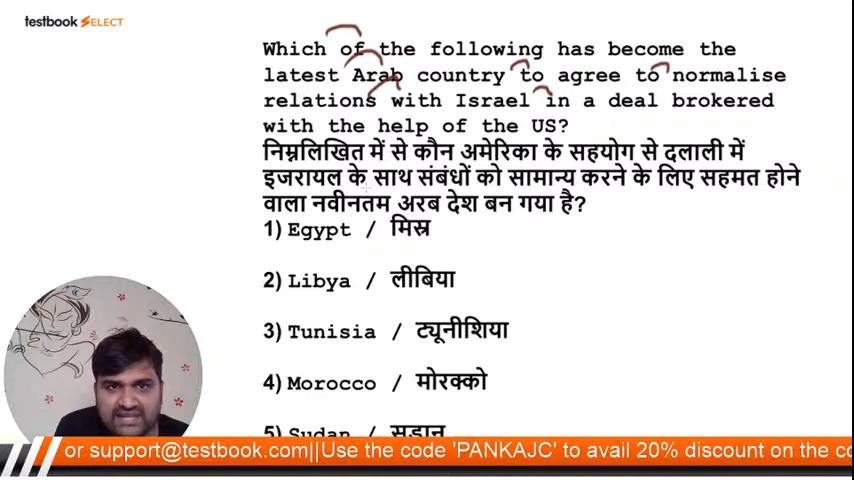 testbook SELECT
Which of the following has become the
latest Arab country to agree to normalise
relations with Israel in a deal brokered
with the help of the US?
निम्नलिखित में से कौन अमेरिका के सहयोग से दलाली में
इजरायल के साथ संबंधों को सामान्य करने के लिए सहमत होने
वाला नवीनतम अरब देश बन गया है?
1) Egypt / मिस्र
2) Libya / लीबिया
3) Tunisia / ट्यूनीशिया
4) Morocco / मोरक्को
5) Sudan / सूडान
or support@testbook.com||Use the code 'PANKAJC' to avail 20% discount on the co